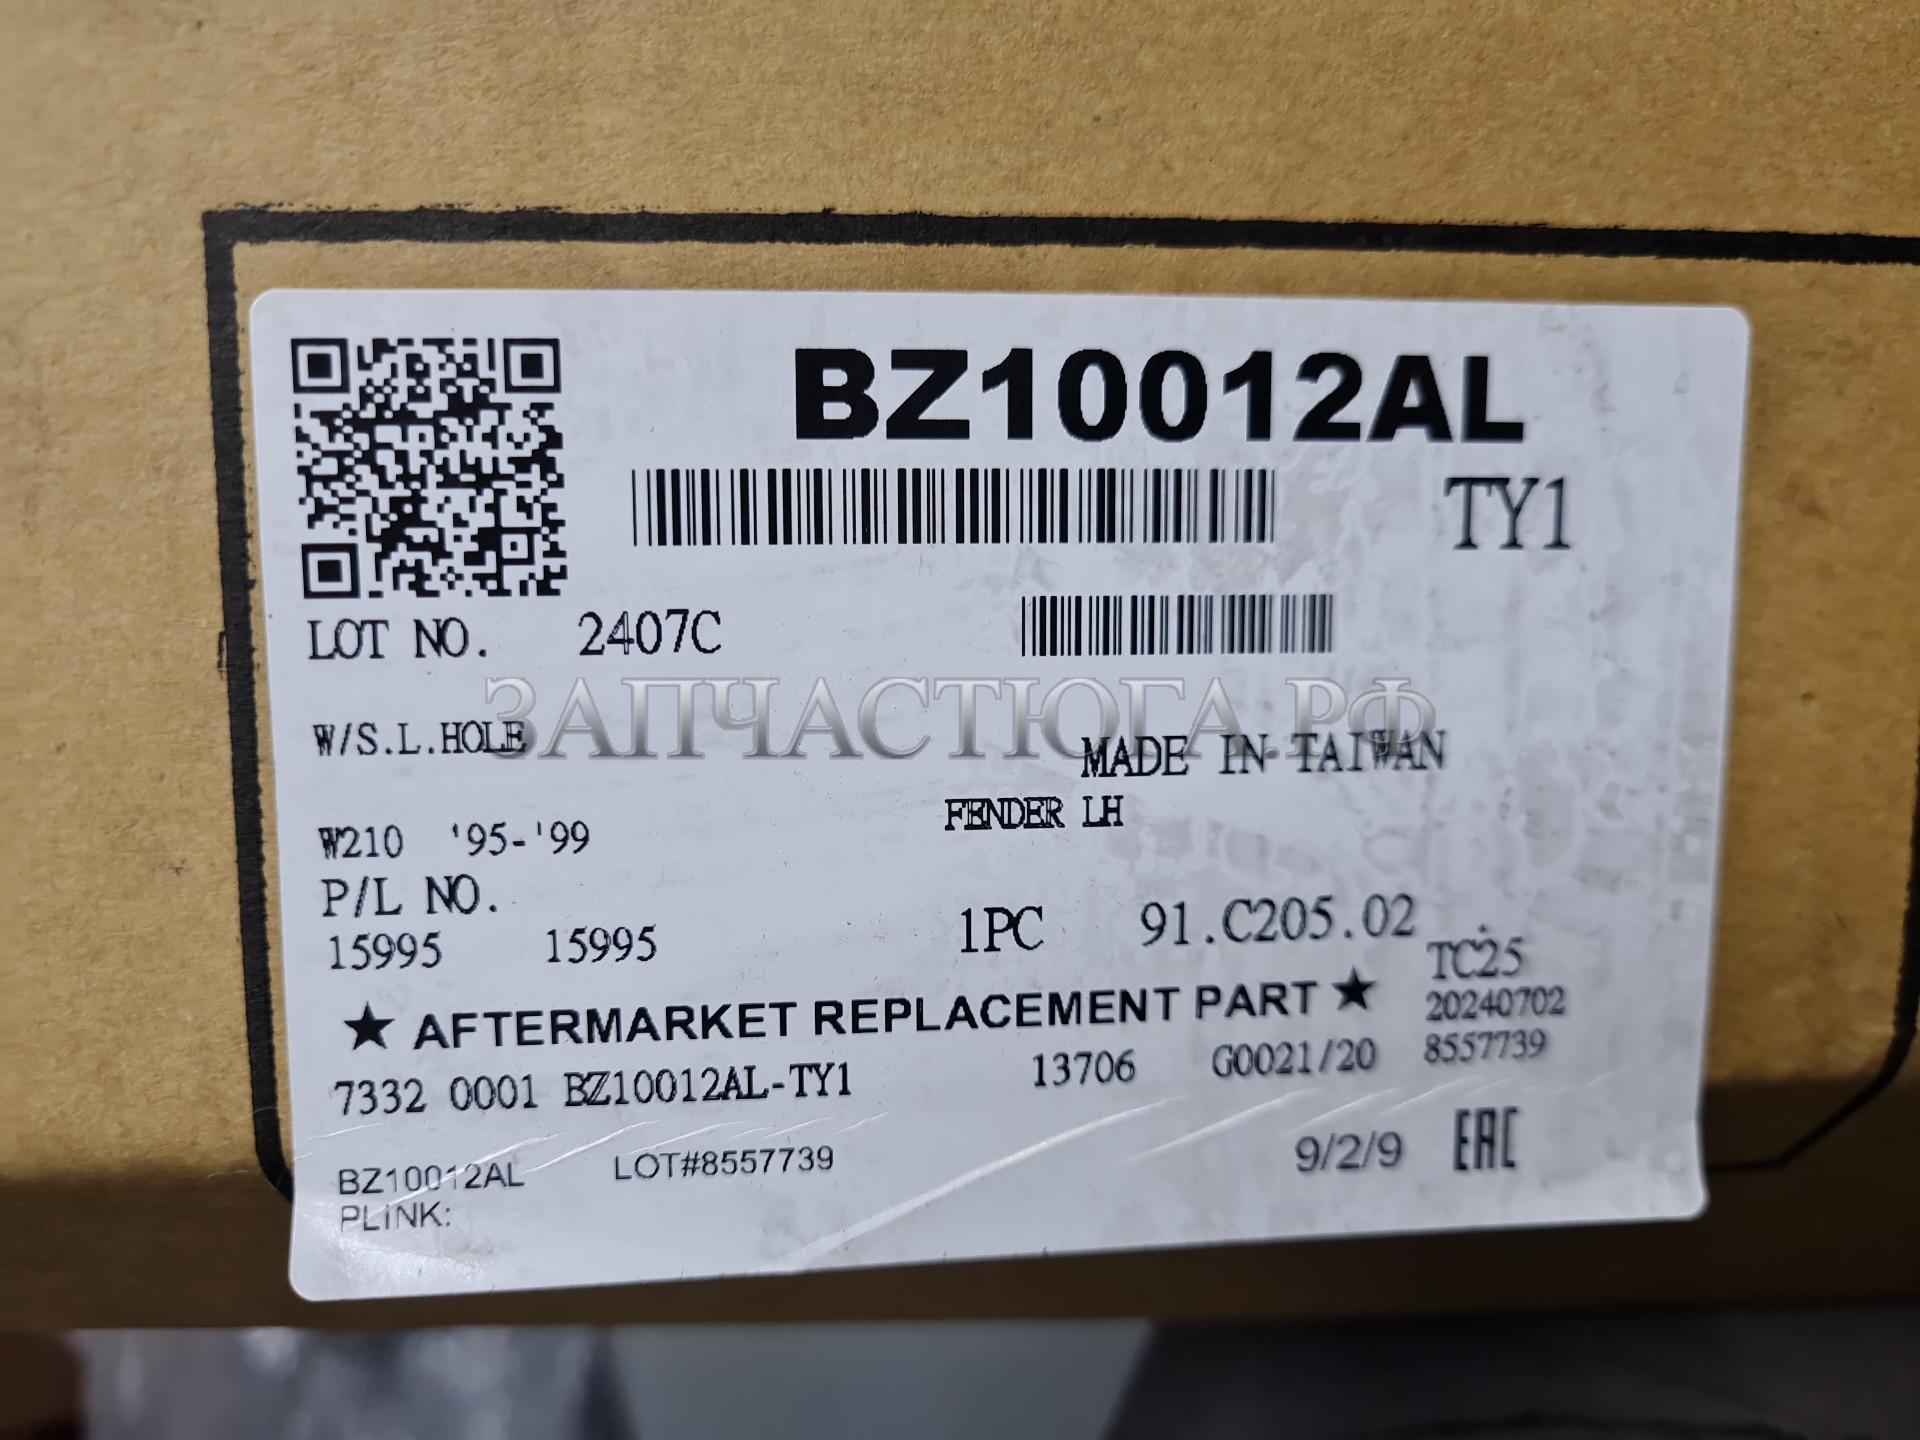 BZ10012AL
TY1
LOT NO. 2407C
ЗАПЧАСТЮГА.РФ
W/S.L.HOLE
MADE IN TAIWAN
FENDER LH
W210 '95-'99
P/L NO.
15995 15995 1PC 91.C205.02
TC25
★ AFTERMARKET REPLACEMENT PART ★ 20240702
7332 0001 BZ10012AL-TY1 13706 G0021/20 8557739
BZ10012AL LOT#8557739 9/2/9 EAC
PLINK: